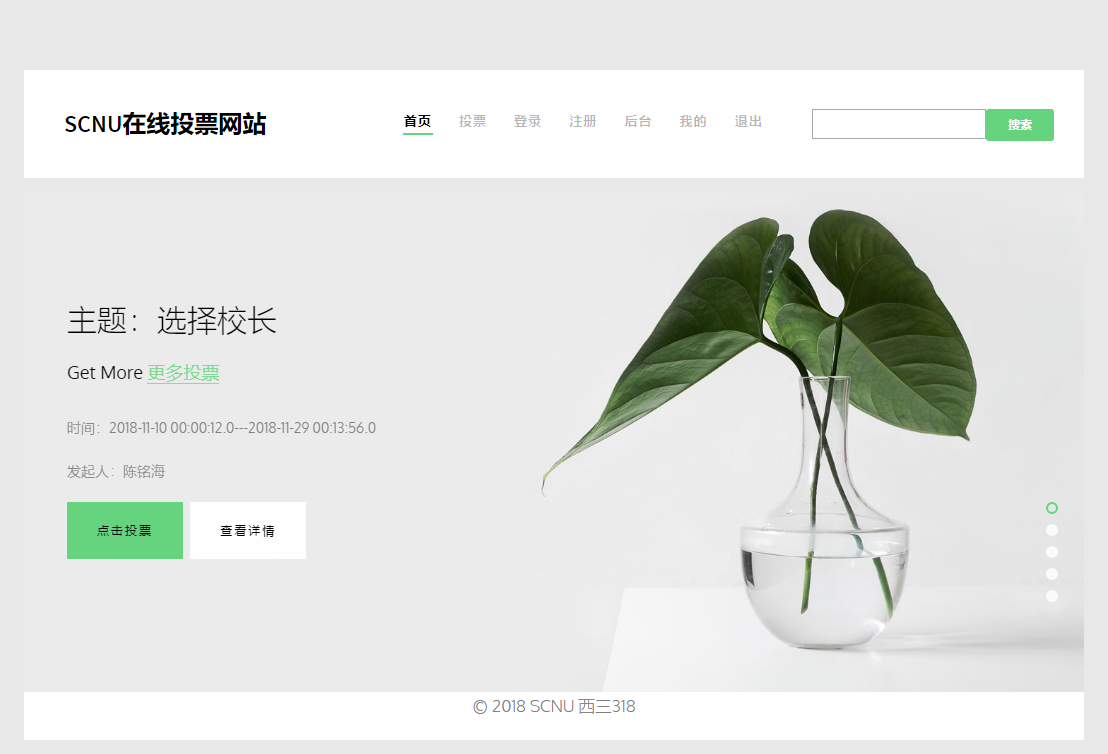 SCNU在线投票网站
首页 投票 登录 注册 后台 我的 退出
搜索
主题：选择校长
Get More 更多投票
时间：2018-11-10 00:00:12.0---2018-11-29 00:13:56.0
发起人：陈铭海
点击投票 查看详情
© 2018 SCNU 西三318